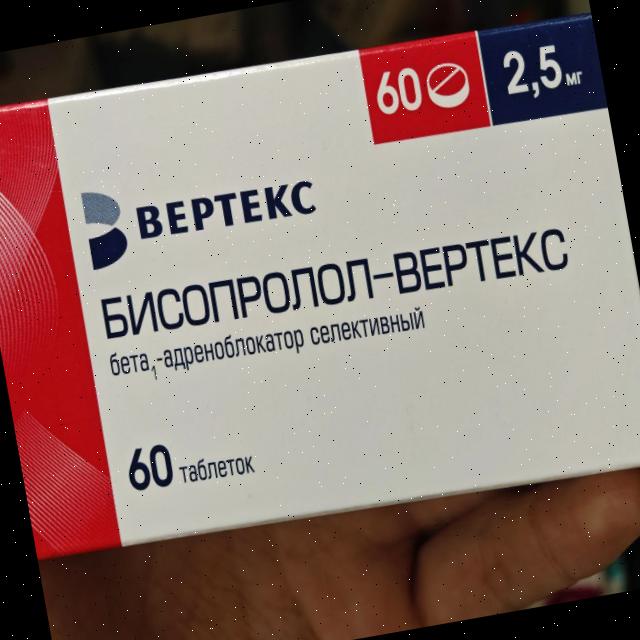 60
2,5 мг
ВЕРТЕКС
БИСОПРОЛОЛ-ВЕРТЕКС
бета₁-адреноблокатор селективный
60 таблеток